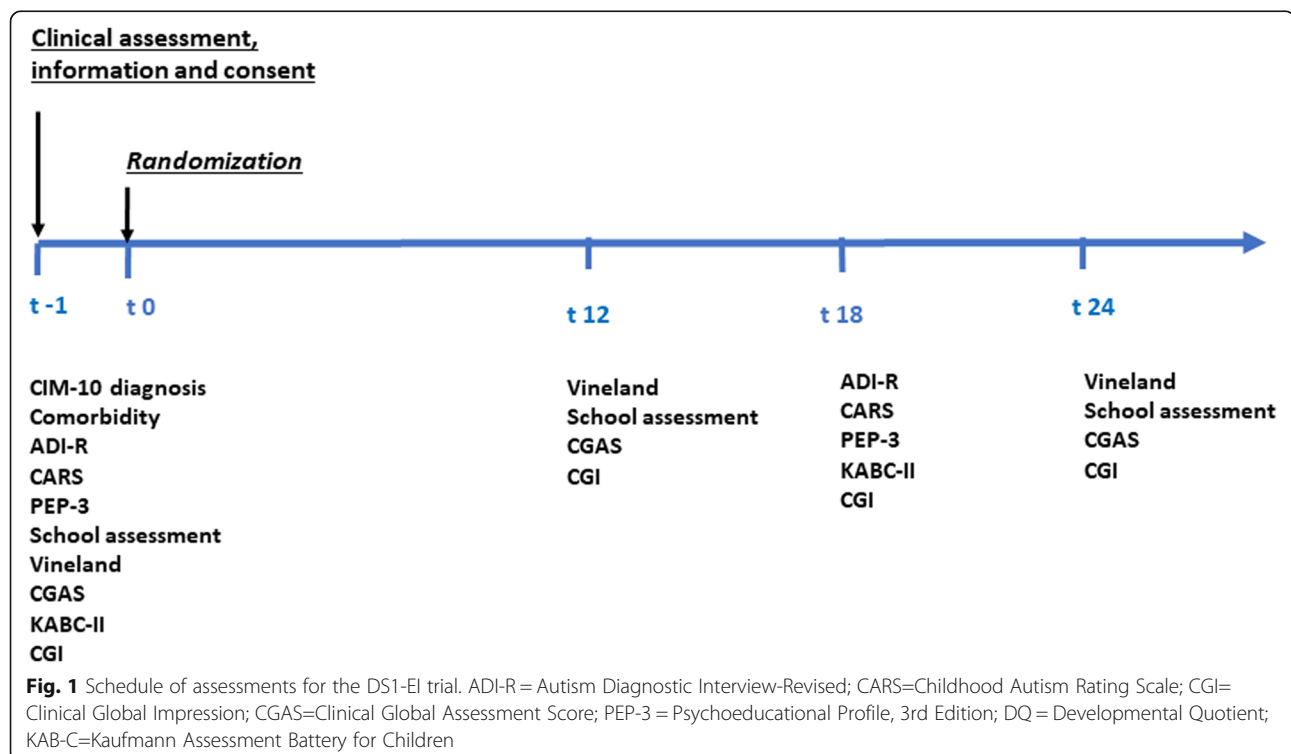 Clinical assessment,
information and consent
Randomization
t -1
t 0
t 12
t 18
t 24
CIM-10 diagnosis
Comorbidity
ADI-R
CARS
PEP-3
School assessment
Vineland
CGAS
KABC-II
CGI
Vineland
School assessment
CGAS
CGI
ADI-R
CARS
PEP-3
KABC-II
CGI
Vineland
School assessment
CGAS
CGI
Fig. 1 Schedule of assessments for the DS1-EI trial. ADI-R = Autism Diagnostic Interview-Revised; CARS=Childhood Autism Rating Scale; CGI=
Clinical Global Impression; CGAS=Clinical Global Assessment Score; PEP-3 = Psychoeducational Profile, 3rd Edition; DQ = Developmental Quotient;
KAB-C=Kaufmann Assessment Battery for Children